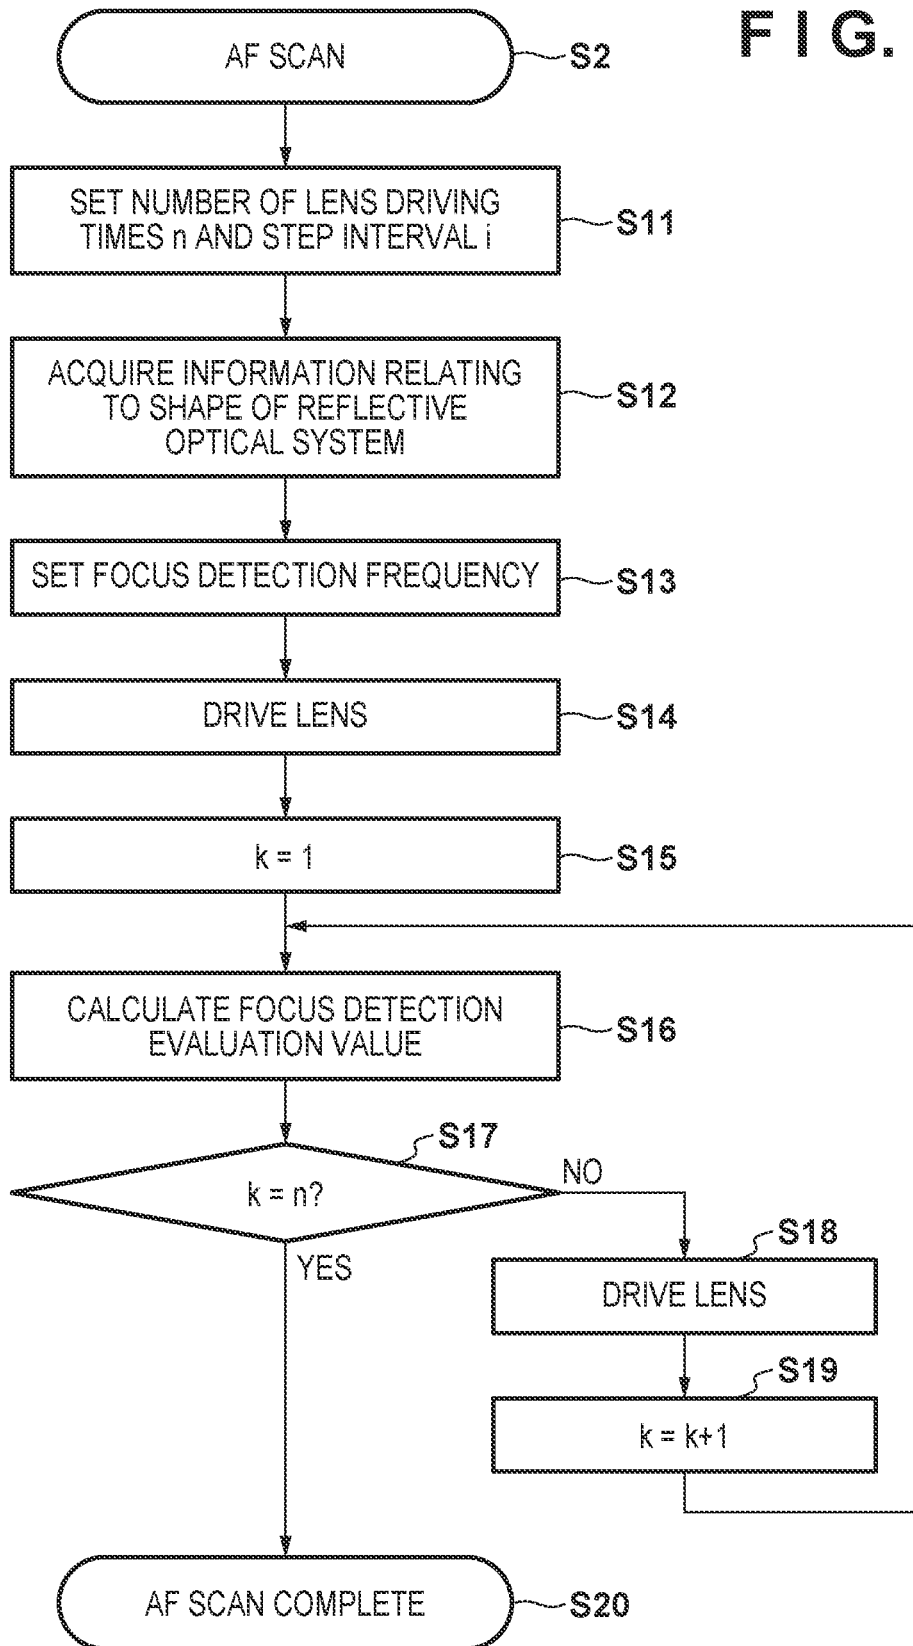 FIG.
AF SCAN
S2
SET NUMBER OF LENS DRIVING
TIMES n AND STEP INTERVAL i
S11
ACQUIRE INFORMATION RELATING
TO SHAPE OF REFLECTIVE
OPTICAL SYSTEM
S12
SET FOCUS DETECTION FREQUENCY
S13
DRIVE LENS
S14
k = 1
S15
CALCULATE FOCUS DETECTION
EVALUATION VALUE
S16
S17
k = n?
NO
YES
S18
DRIVE LENS
S19
k = k+1
AF SCAN COMPLETE
S20